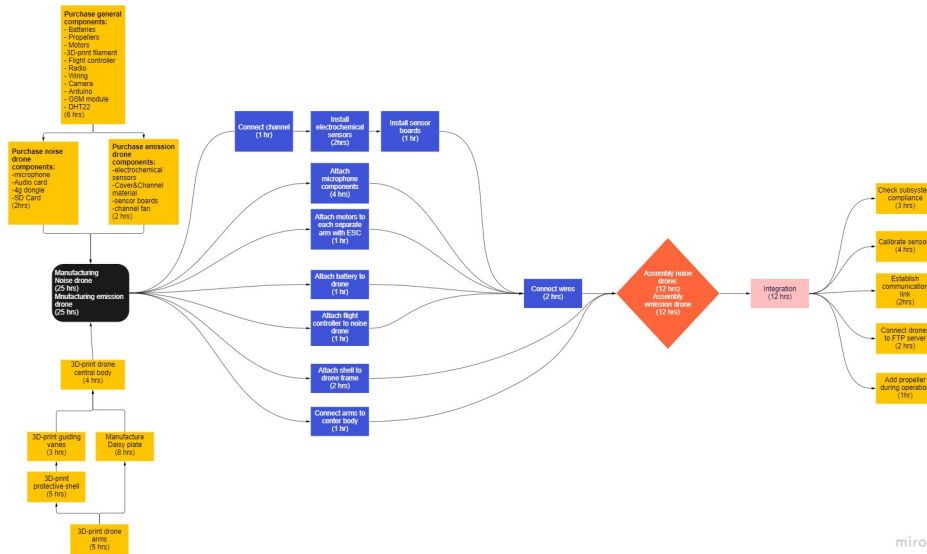 Purchase general
components:
- Batteries
- Propellers
- Motors
-3D-print filament
- Flight controller
- Radio
- Wiring
- Camera
- Arduino
- GSM module
- DHT22
(6 hrs)
Purchase noise
drone
components:
-microphone
-Audio card
-4g dongle
-SD Card
(2hrs)
Purchase emission
drone
components:
-electrochemical
sensors
-Cover&Channel
material
-sensor boards
-channel fan
(2 hrs)
Manufacturing
Noise drone
(25 hrs)
Mnufacturing emission
drone
(25 hrs)
3D-print drone
central body
(4 hrs)
3D-print guiding
varies
(3 hrs)
Manufacture
Daisy plate
(8 hrs)
3D-print
protective shell
(5 hrs)
3D-print drone
arms
(5 hrs)
Connect channel
(1 hr)
Install
electrochemical
sensors
(2hrs)
Install sensor
boards
(1 hr)
Attach
microphone
components
(4 hrs)
Attach motors to
each separate
arm with ESC
(1 hr)
Attach battery to
drone
(1 hr)
Attach flight
controller to noise
drone
(1 hr)
Attach shell to
drone frame
(2 hrs)
Connect arms to
center body
(1 hr)
Connect wires
(2 hrs)
Assembly noise
drone:
(12 hrs)
Assembly
emission drone
(12 hrs)
Integration
(12 hrs)
Check subsystem
compliance
(3 hrs)
Calibrate sensor
(4 hrs)
Establish
communication
link
(2hrs)
Connect drones
to FTP server
(2 hrs)
Add propeller
during operation
(1hr)
miro